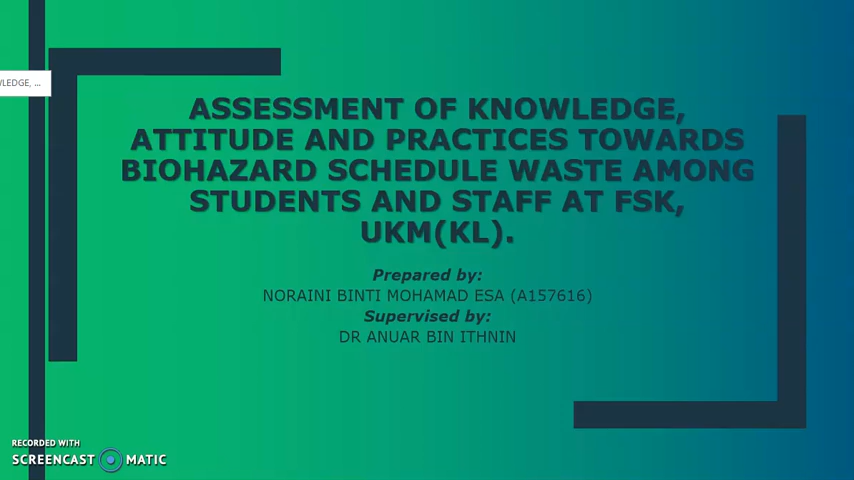 WLEDGE, ...
ASSESSMENT OF KNOWLEDGE,
ATTITUDE AND PRACTICES TOWARDS
BIOHAZARD SCHEDULE WASTE AMONG
STUDENTS AND STAFF AT FSK,
UKM(KL).
Prepared by:
NORAINI BINTI MOHAMAD ESA (A157616)
Supervised by:
DR ANUAR BIN ITHNIN
RECORDED WITH
SCREENCAST MATIC